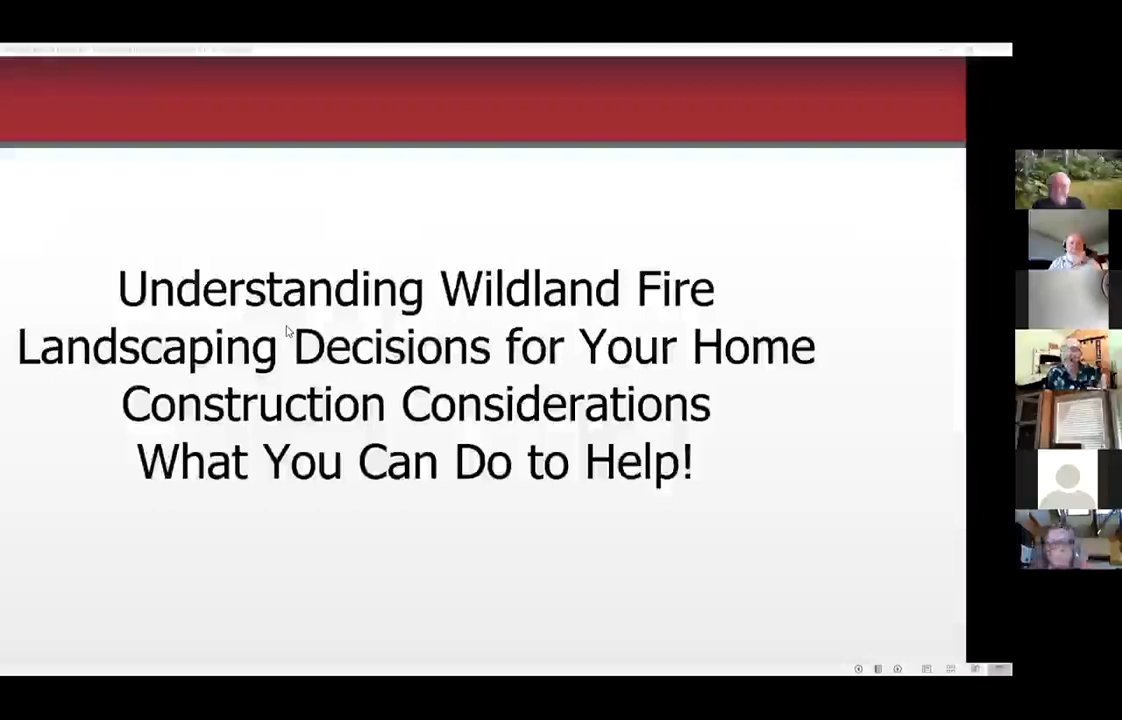 Understanding Wildland Fire
Landscaping Decisions for Your Home
Construction Considerations
What You Can Do to Help!